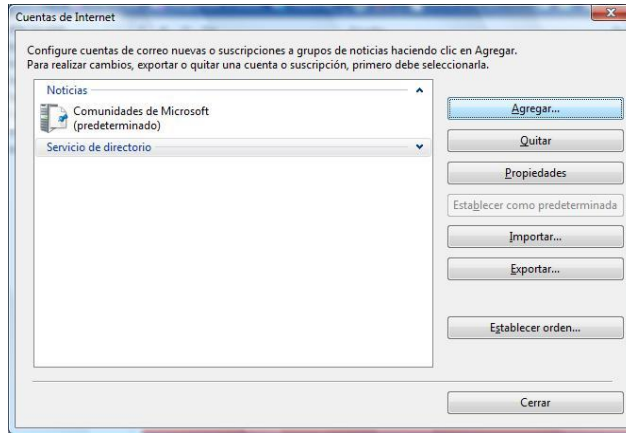 Cuentas de Internet
Configure cuentas de correo nuevas o suscripciones a grupos de noticias haciendo clic en Agregar.
Para realizar cambios, exportar o quitar una cuenta o suscripción, primero debe seleccionarla.
Noticias
Comunidades de Microsoft
(predeterminado)
Servicio de directorio
Agregar...
Quitar
Propiedades
Establecer como predeterminada
Importar...
Exportar...
Establecer orden...
Cerrar